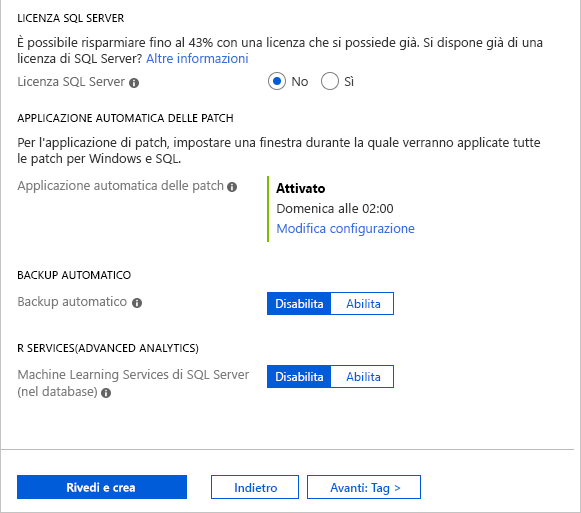 LICENZA SQL SERVER
È possibile risparmiare fino al 43% con una licenza che si possiede già. Si dispone già di una
licenza di SQL Server? Altre informazioni
Licenza SQL Server No Sì
APPLICAZIONE AUTOMATICA DELLE PATCH
Per l'applicazione di patch, impostare una finestra durante la quale verranno applicate tutte
le patch per Windows e SQL.
Applicazione automatica delle patch Attivato
Domenica alle 02:00
Modifica configurazione
BACKUP AUTOMATICO
Backup automatico Disabilita Abilita
R SERVICES(ADVANCED ANALYTICS)
Machine Learning Services di SQL Server Disabilita Abilita
(nel database)
Rivedi e crea Indietro Avanti: Tag >